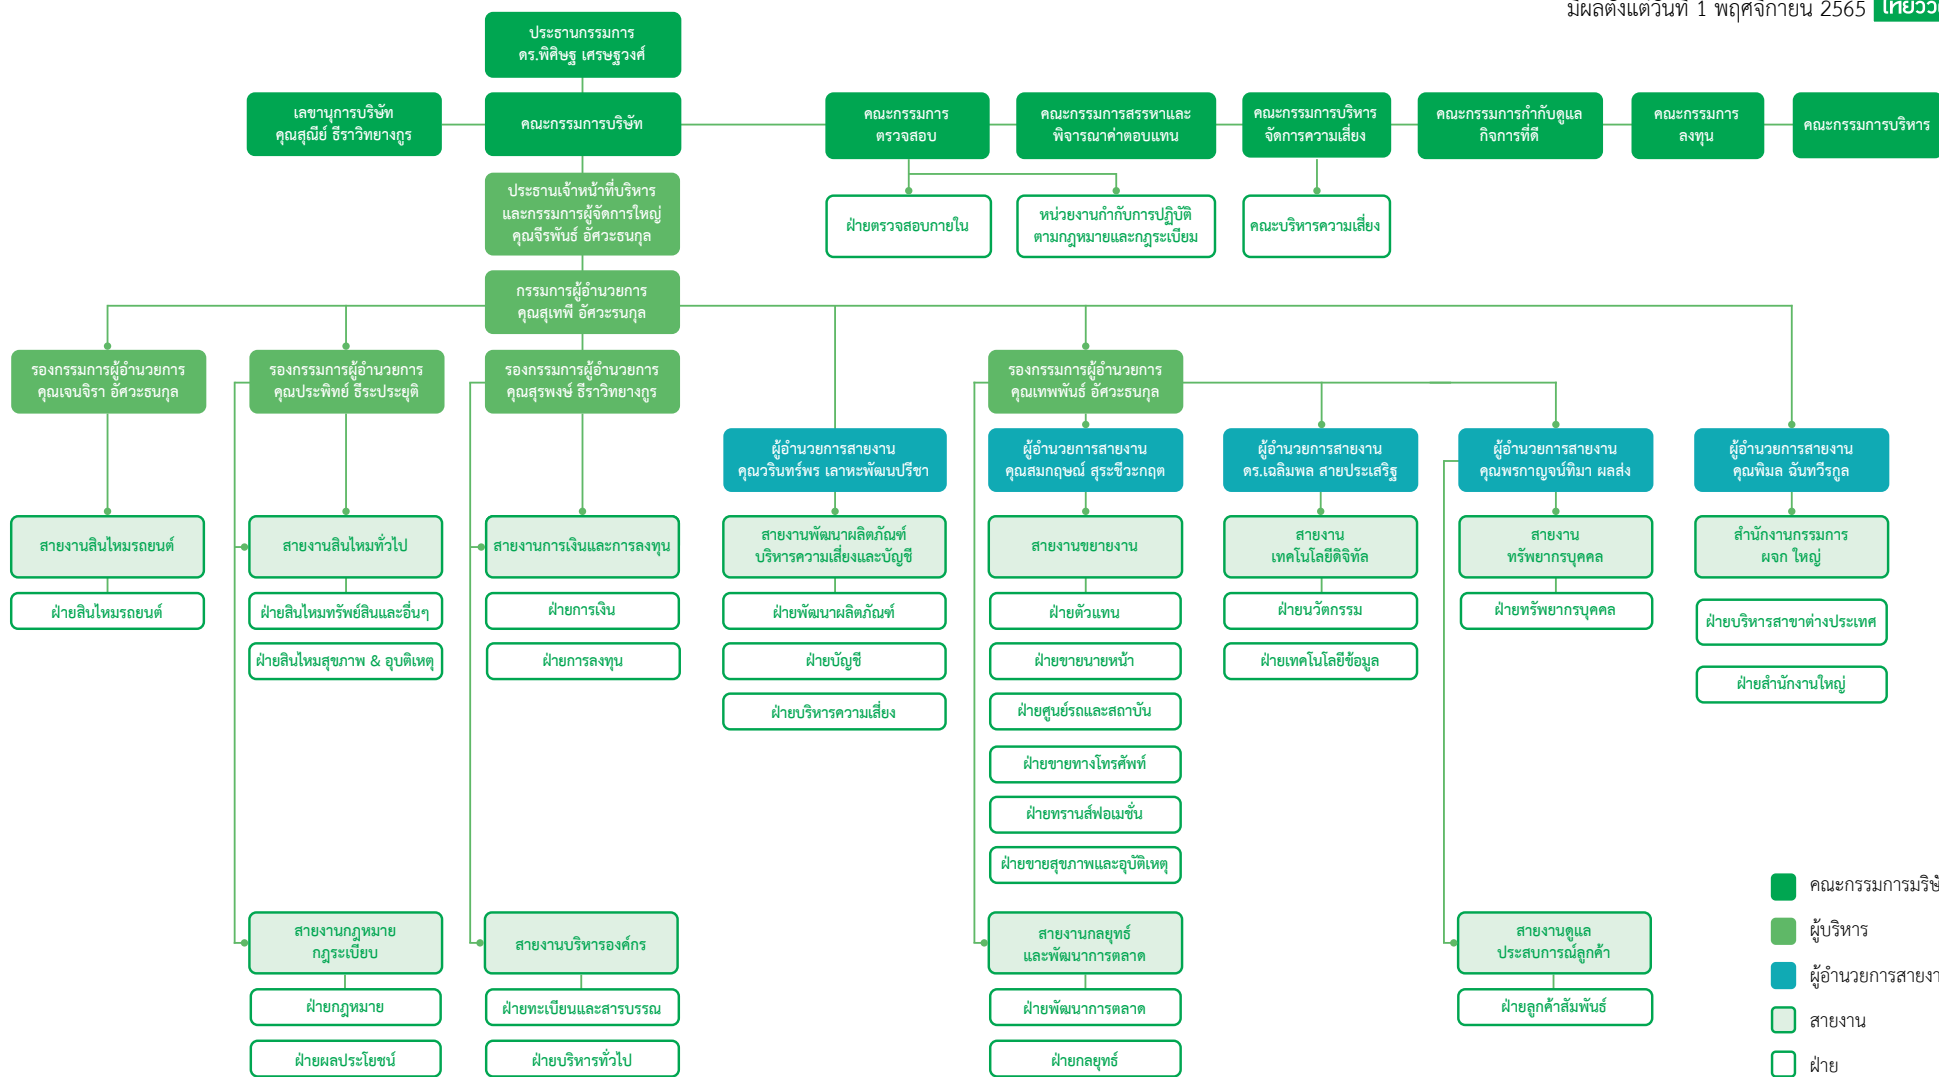 มีผลตั้งแต่วันที่ 1 พฤศจิกายน 2565
ประธานกรรมการ
ดร.พิศิษฐ เศรษฐวงศ์
เลขานุการบริษัท
คุณสุณีย์ ธีราวิทยางกูร
คณะกรรมการบริษัท
คณะกรรมการ
ตรวจสอบ
คณะกรรมการสรรหาและ
พิจารณาค่าตอบแทน
คณะกรรมการบริหาร
จัดการความเสี่ยง
คณะกรรมการกำกับดูแล
กิจการที่ดี
คณะกรรมการ
ลงทุน
คณะกรรมการบริหาร
ประธานเจ้าหน้าที่บริหาร
และกรรมการผู้จัดการใหญ่
คุณจีรพันธ์ อัศวะธนกุล
ฝ่ายตรวจสอบภายใน
หน่วยงานกำกับการปฏิบัติ
ตามกฎหมายและกฎระเบียม
คณะบริหารความเสี่ยง
กรรมการผู้อำนวยการ
คุณสุเทพี อัศวะรนกุล
รองกรรมการผู้อำนวยการ
คุณเจนจิรา อัศวะธนกุล
รองกรรมการผู้อำนวยการ
คุณประพิทย์ ธีระประยุติ
รองกรรมการผู้อำนวยการ
คุณสุรพงษ์ ธีราวิทยางกูร
รองกรรมการผู้อำนวยการ
คุณเทพพันธ์ อัศวะธนกุล
ผู้อำนวยการสายงาน
คุณวรินทร์พร เลาหะพัฒนปรีชา
ผู้อำนวยการสายงาน
คุณสมกฤษณ์ สุระชีวะกฤต
ผู้อำนวยการสายงาน
ดร.เฉลิมพล สายประเสริฐ
ผู้อำนวยการสายงาน
คุณพรกาญจน์ทิมา ผลส่ง
ผู้อำนวยการสายงาน
คุณพิมล ฉันทวีรกูล
สายงานสินไหมรถยนต์
สายงานสินไหมทั่วไป
สายงานการเงินและการลงทุน
สายงานพัฒนาผลิตภัณฑ์
บริหารความเสี่ยงและบัญชี
สายงานขยายงาน
สายงาน
เทคโนโลยีดิจิทัล
สายงาน
ทรัพยากรบุคคล
สำนักงานกรรมการ
ผจก ใหญ่
ฝ่ายสินไหมรถยนต์
ฝ่ายสินไหมทรัพย์สินและอื่นๆ
ฝ่ายการเงิน
ฝ่ายพัฒนาผลิตภัณฑ์
ฝ่ายตัวแทน
ฝ่ายนวัตกรรม
ฝ่ายทรัพยากรบุคคล
ฝ่ายบริหารสาขาต่างประเทศ
ฝ่ายสินไหมสุขภาพ & อุบติเหตุ
ฝ่ายการลงทุน
ฝ่ายบัญชี
ฝ่ายขายนายหน้า
ฝ่ายเทคโนโลยีข้อมูล
ฝ่ายสำนักงานใหญ่
ฝ่ายบริหารความเสี่ยง
ฝ่ายศูนย์รถและสถาบัน
ฝ่ายขายทางโทรศัพท์
ฝ่ายทรานส์ฟอเมชั่น
ฝ่ายขายสุขภาพและอุบัติเหตุ
สายงานกฎหมาย
กฎระเบียบ
สายงานบริหารองค์กร
สายงานกลยุทธ์
และพัฒนาการตลาด
สายงานดูแล
ประสบการณ์ลูกค้า
ฝ่ายกฎหมาย
ฝ่ายทะเบียนและสารบรรณ
ฝ่ายพัฒนาการตลาด
ฝ่ายลูกค้าสัมพันธ์
ฝ่ายผลประโยชน์
ฝ่ายบริหารทั่วไป
ฝ่ายกลยุทธ์
คณะกรรมการมริษั
ผู้บริหาร
ผู้อำนวยการสายงา
สายงาน
ฝ่าย